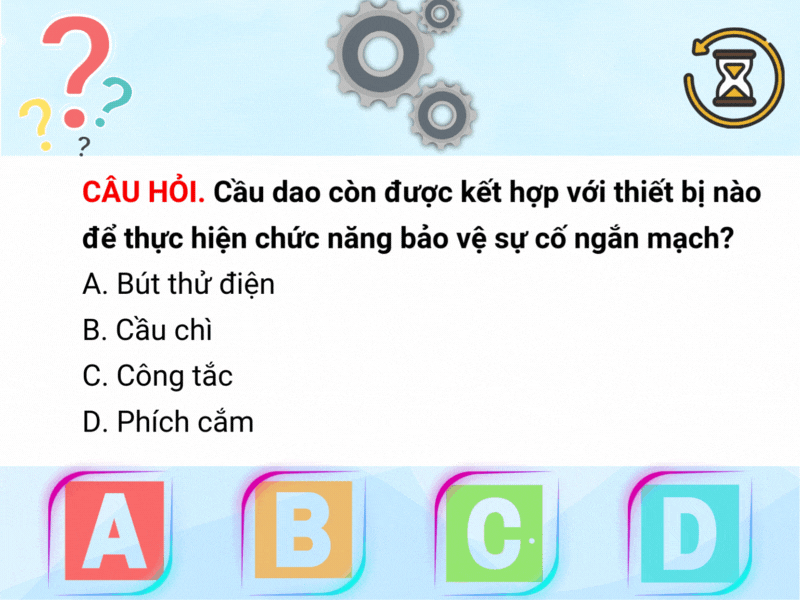 ? ? ? ?
CÂU HỎI. Cầu dao còn được kết hợp với thiết bị nào
để thực hiện chức năng bảo vệ sự cố ngắn mạch?
A. Bút thử điện
B. Cầu chì
C. Công tắc
D. Phích cắm
A B C D